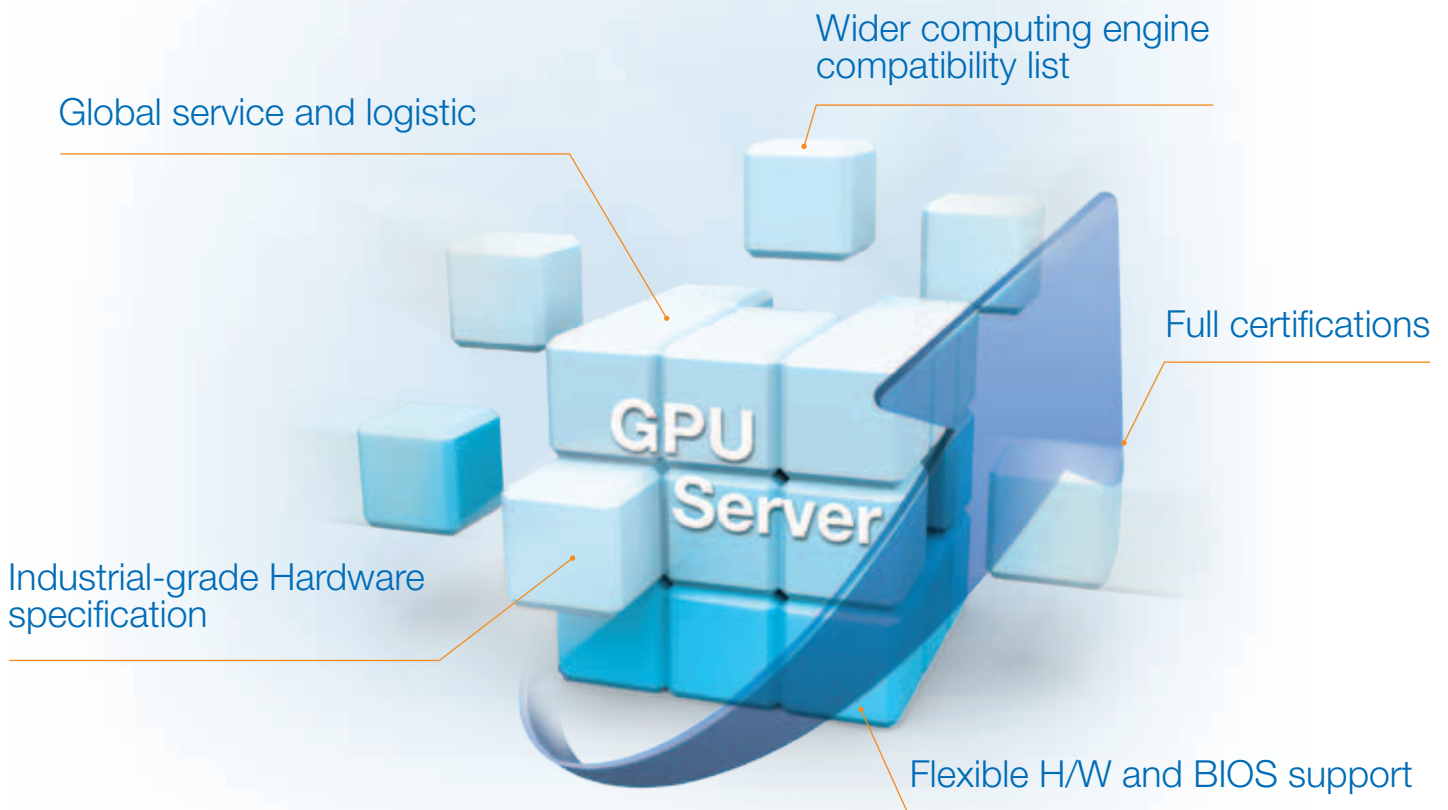 Wider computing engine
compatibility list
Global service and logistic
Full certifications
GPU
Server
Industrial-grade Hardware
specification
Flexible H/W and BIOS support